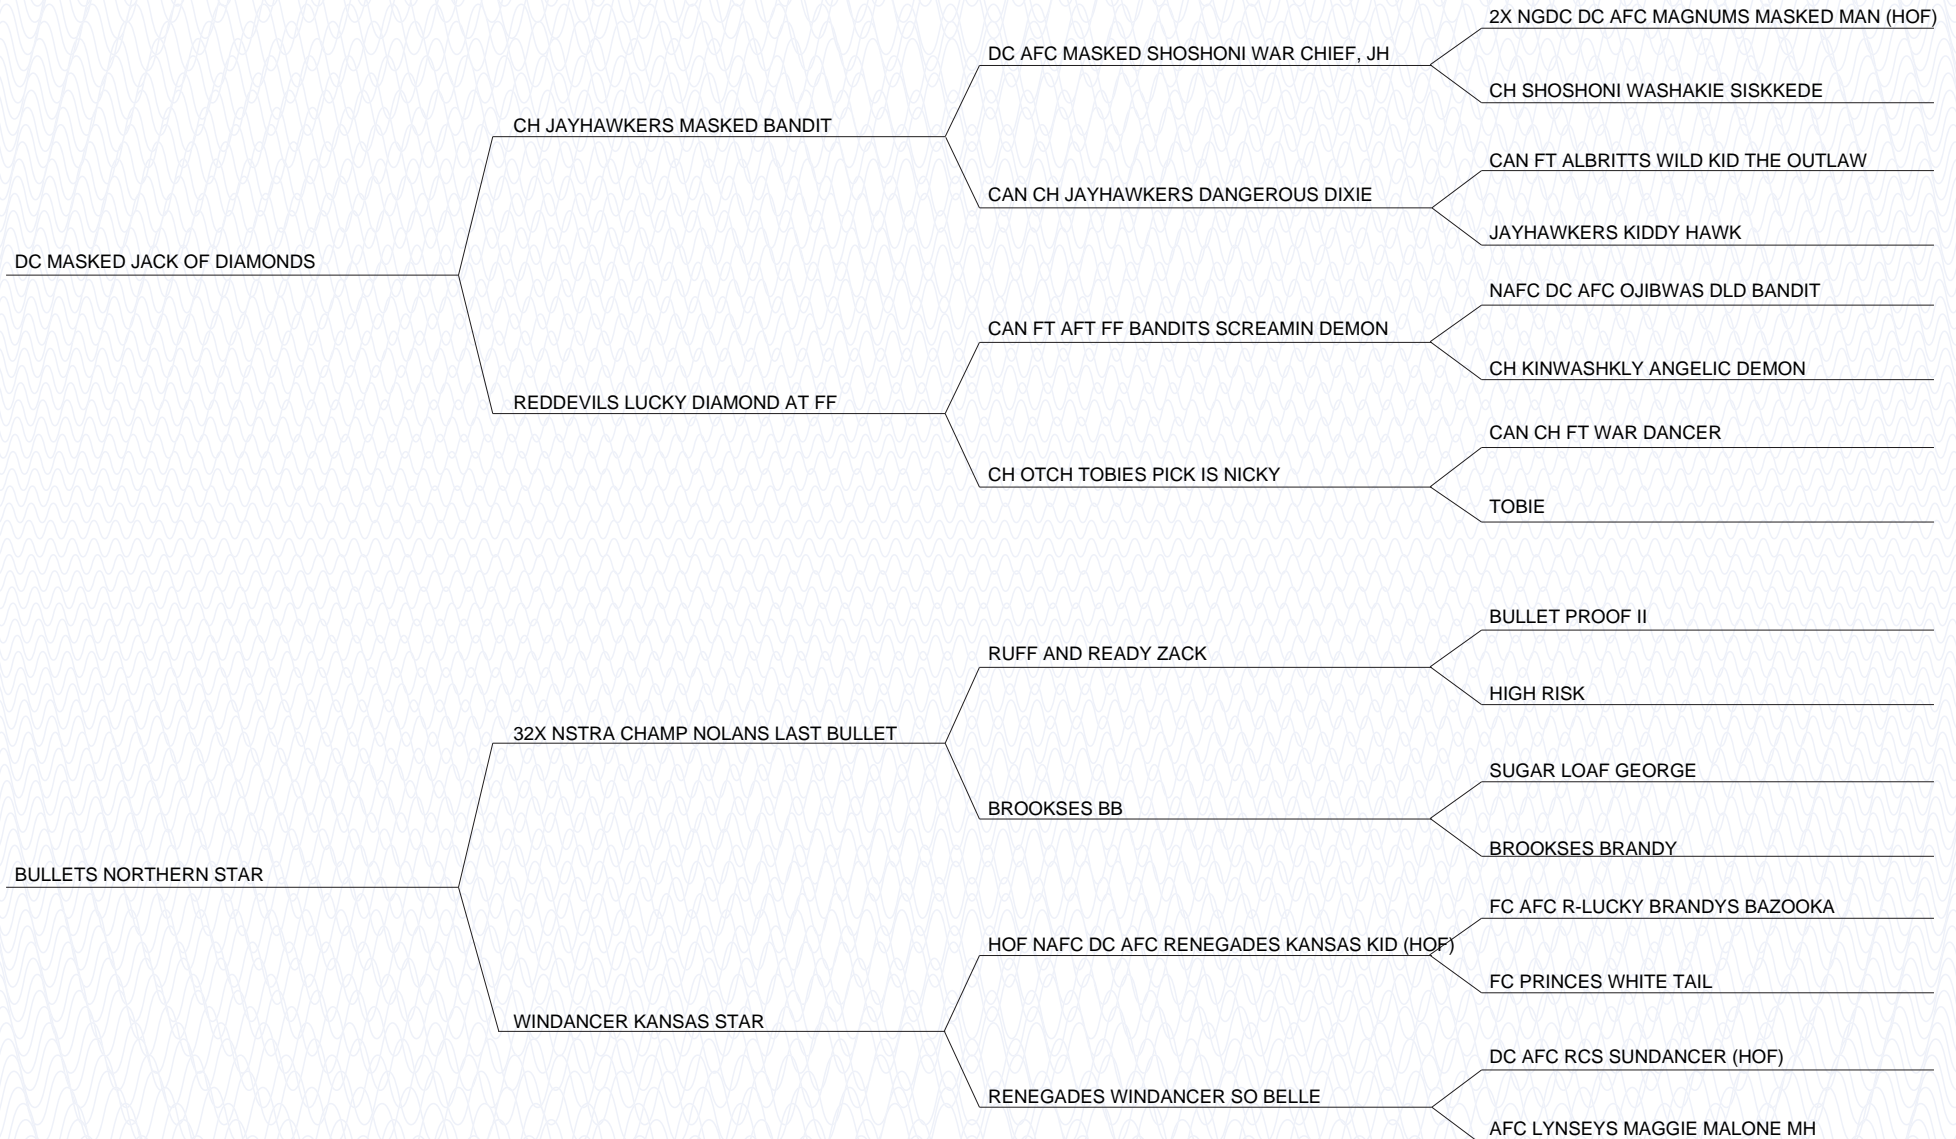 2X NGDC DC AFC MAGNUMS MASKED MAN (HOF)
DC AFC MASKED SHOSHONI WAR CHIEF, JH
CH SHOSHONI WASHAKIE SISKKEDE
CH JAYHAWKERS MASKED BANDIT
CAN FT ALBRITTS WILD KID THE OUTLAW
CAN CH JAYHAWKERS DANGEROUS DIXIE
JAYHAWKERS KIDDY HAWK
DC MASKED JACK OF DIAMONDS
NAFC DC AFC OJIBWAS DLD BANDIT
CAN FT AFT FF BANDITS SCREAMIN DEMON
CH KINWASHKLY ANGELIC DEMON
REDDEVILS LUCKY DIAMOND AT FF
CAN CH FT WAR DANCER
CH OTCH TOBIES PICK IS NICKY
TOBIE
BULLET PROOF II
RUFF AND READY ZACK
HIGH RISK
32X NSTRA CHAMP NOLANS LAST BULLET
SUGAR LOAF GEORGE
BROOKSES BB
BROOKSES BRANDY
BULLETS NORTHERN STAR
FC AFC R-LUCKY BRANDYS BAZOOKA
HOF NAFC DC AFC RENEGADES KANSAS KID (HOF)
FC PRINCES WHITE TAIL
WINDANCER KANSAS STAR
DC AFC RCS SUNDANCER (HOF)
RENEGADES WINDANCER SO BELLE
AFC LYNSEYS MAGGIE MALONE MH